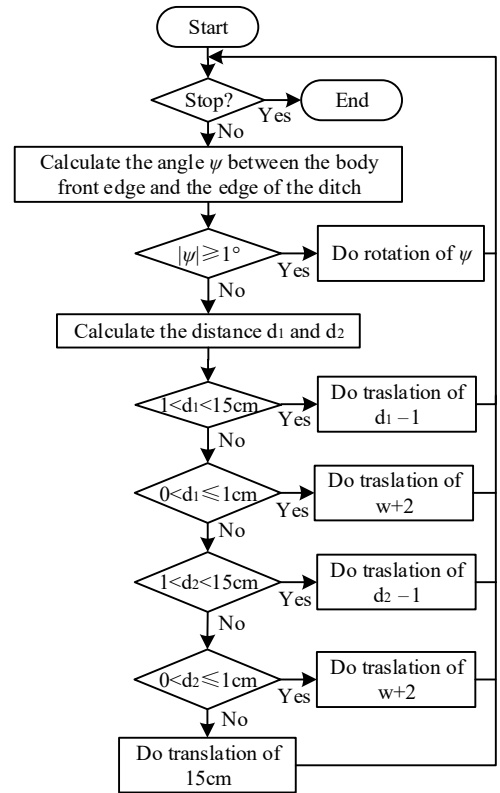 Start
Stop?
Yes
End
No
Calculate the angle ψ between the body
front edge and the edge of the ditch
|ψ|≥1°
Yes
Do rotation of ψ
No
Calculate the distance d₁ and d₂
1<d₁<15cm
Yes
Do traslation of
d₁ −1
No
0<d₁≤1cm
Yes
Do traslation of
w+2
No
1<d₂<15cm
Yes
Do traslation of
d₂ −1
No
0<d₂≤1cm
Yes
Do traslation of
w+2
No
Do translation of
15cm